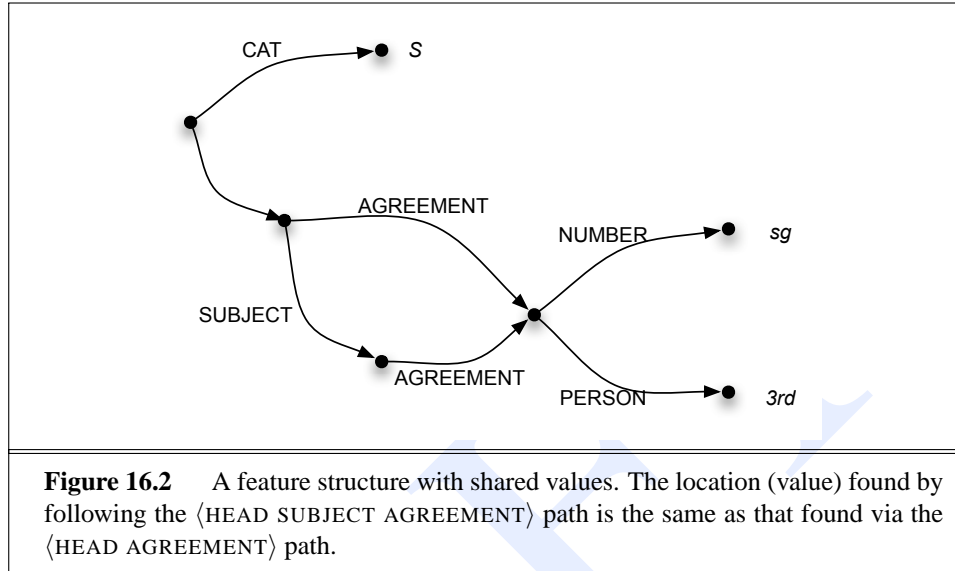 CAT
S
AGREEMENT
NUMBER
sg
SUBJECT
AGREEMENT
PERSON
3rd
Figure 16.2 A feature structure with shared values. The location (value) found by
following the ⟨HEAD SUBJECT AGREEMENT⟩ path is the same as that found via the
⟨HEAD AGREEMENT⟩ path.